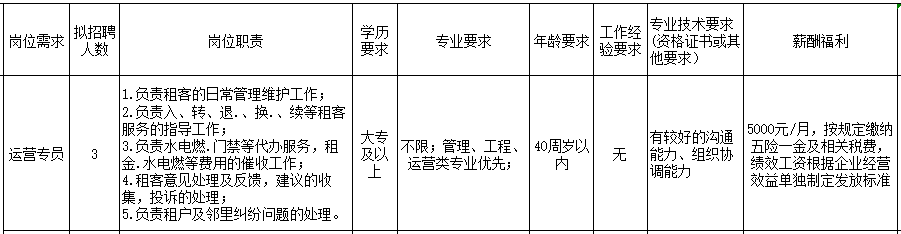 岗位需求
拟招聘
人数
岗位职责
学历
要求
专业要求
年龄要求
工作经
验要求
专业技术要求
(资格证书或其
他要求）
薪酬福利
运营专员
3
1.负责租客的日常管理维护工作；
2.负责入、转、退.、换.、续等租客
服务的指导工作；
3.负责水电燃.门禁等代办服务，租
金.水电燃等费用的催收工作；
4.租客意见处理及反馈，建议的收
集，投诉的处理；
5.负责租户及邻里纠纷问题的处理。
大专
及以
上
不限；管理、工程、
运营类专业优先；
40周岁以
内
无
有较好的沟通
能力、组织协
调能力
5000元/月，按规定缴纳
五险一金及相关税费，
绩效工资根据企业经营
效益单独制定发放标准